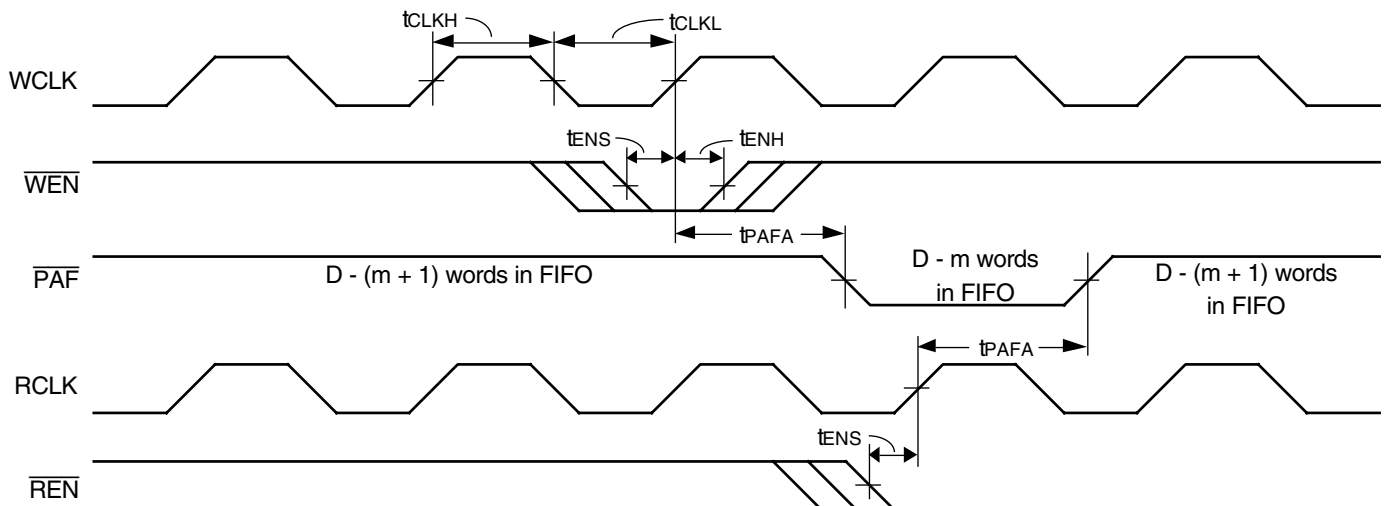 tCLKH
tCLKL
WCLK
tENS
tENH
WEN
tPAFA
PAF
D - (m + 1) words in FIFO
D - m words
in FIFO
D - (m + 1) words
in FIFO
tPAFA
RCLK
tENS
REN